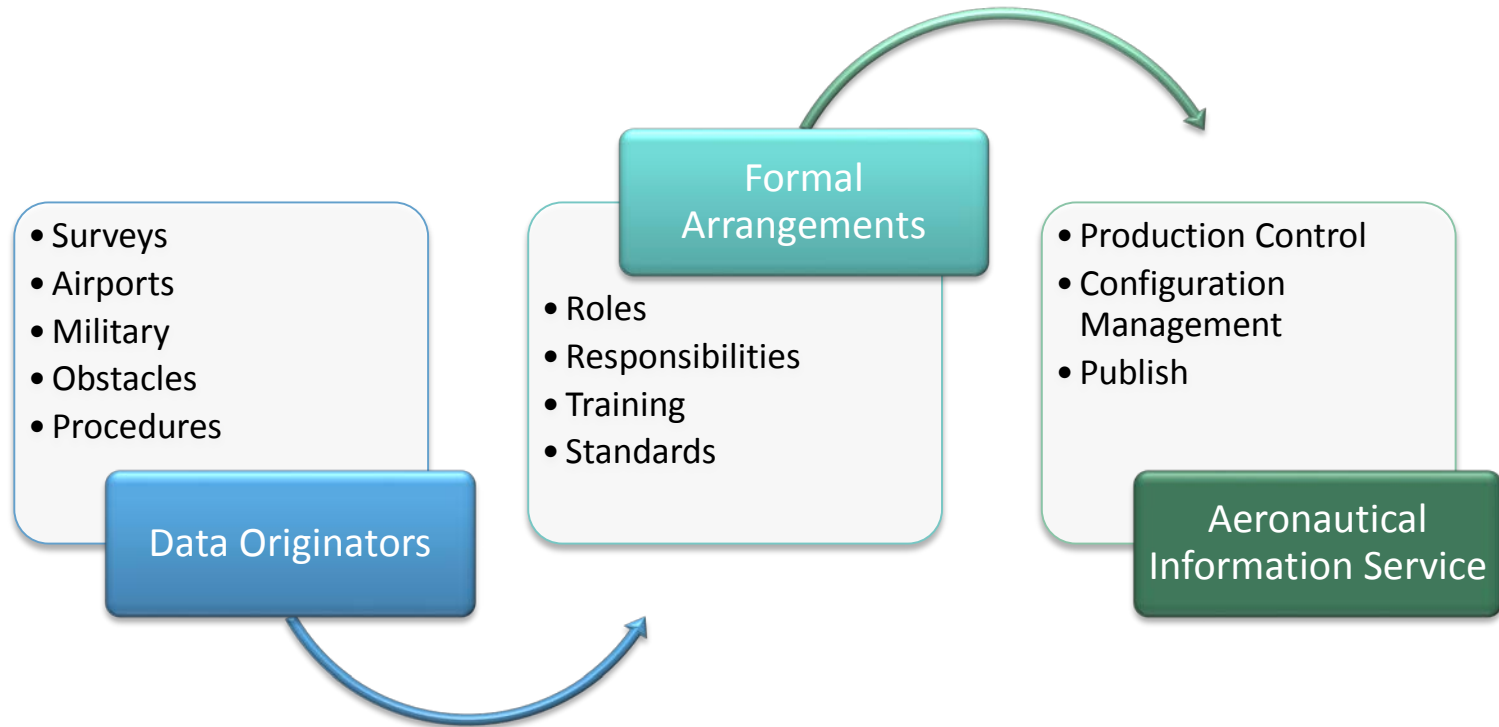 • Surveys
• Airports
• Military
• Obstacles
• Procedures
Data Originators
Formal
Arrangements
• Roles
• Responsibilities
• Training
• Standards
• Production Control
• Configuration
Management
• Publish
Aeronautical
Information Service